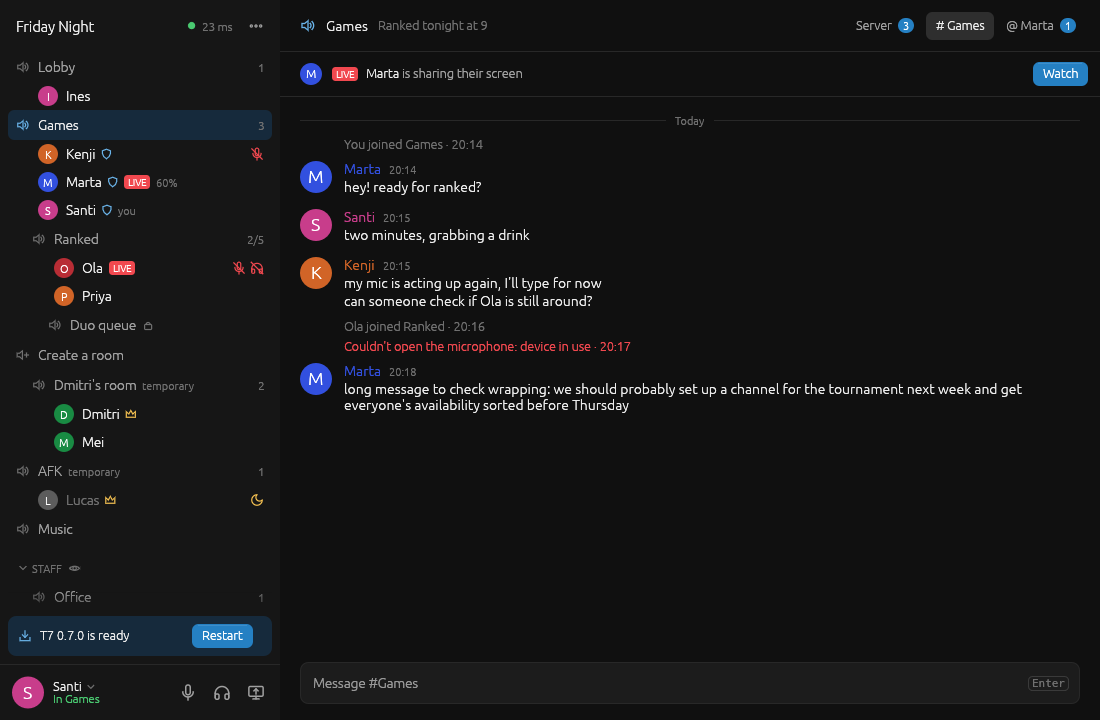 Friday Night
23 ms
Lobby 1
I Ines
Games 3
K Kenji
M Marta LIVE 60%
S Santi you
Ranked 2/5
O Ola LIVE
P Priya
Duo queue
Create a room
Dmitri's room temporary 2
D Dmitri
M Mei
AFK temporary 1
L Lucas
Music
STAFF
Office 1
T7 0.7.0 is ready Restart
S Santi
In Games
Games Ranked tonight at 9
Server 3 # Games @ Marta 1
M LIVE Marta is sharing their screen Watch
Today
You joined Games · 20:14
M Marta 20:14
hey! ready for ranked?
S Santi 20:15
two minutes, grabbing a drink
K Kenji 20:15
my mic is acting up again, I'll type for now
can someone check if Ola is still around?
Ola joined Ranked · 20:16
Couldn't open the microphone: device in use · 20:17
M Marta 20:18
long message to check wrapping: we should probably set up a channel for the tournament next week and get
everyone's availability sorted before Thursday
Message #Games Enter